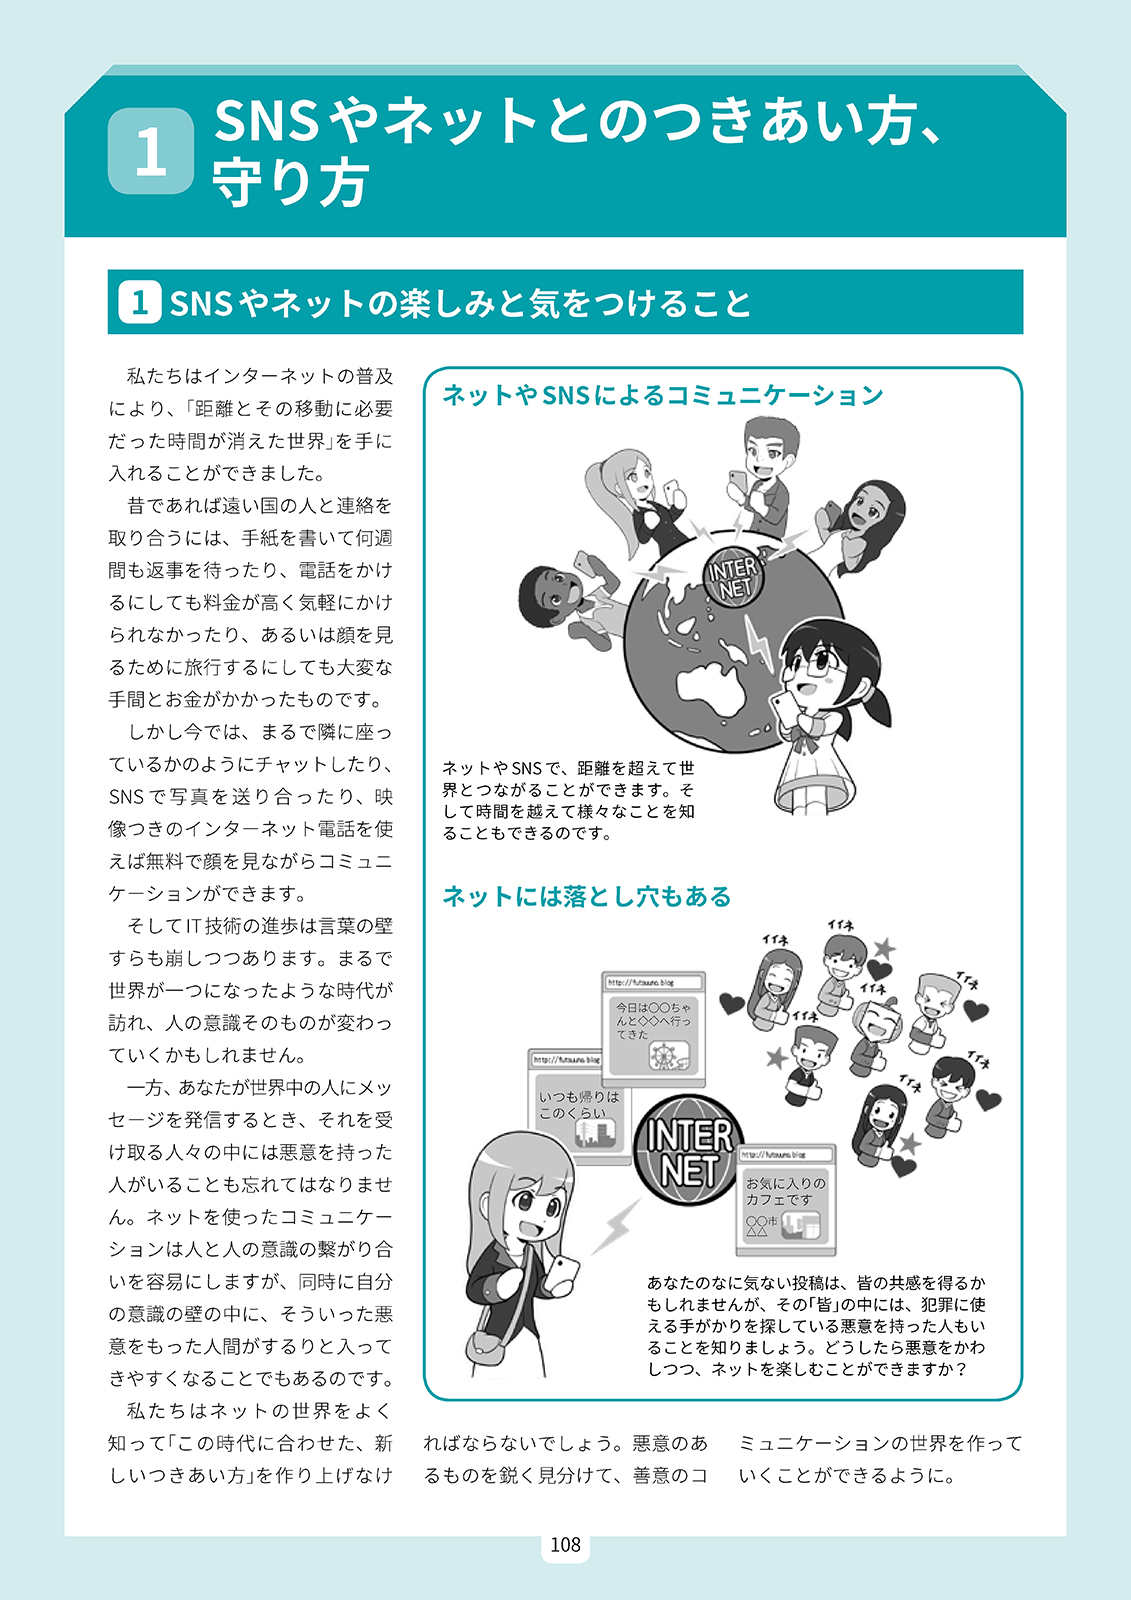 1
SNSやネットとのつきあい方、
守り方
1 SNSやネットの楽しみと気をつけること
私たちはインターネットの普及
により、「距離とその移動に必要
だった時間が消えた世界」を手に
入れることができました。
昔であれば遠い国の人と連絡を
取り合うには、手紙を書いて何週
間も返事を待ったり、電話をかけ
るにしても料金が高く気軽にかけ
られなかったり、あるいは顔を見
るために旅行するにしても大変な
手間とお金がかかったものです。
しかし今では、まるで隣に座っ
ているかのようにチャットしたり、
SNSで写真を送り合ったり、映
像つきのインターネット電話を使
えば無料で顔を見ながらコミュニ
ケーションができます。
そしてIT技術の進歩は言葉の壁
すらも崩しつつあります。まるで
世界が一つになったような時代が
訪れ、人の意識そのものが変わっ
ていくかもしれません。
一方、あなたが世界中の人にメッ
セージを発信するとき、それを受
け取る人々の中には悪意を持った
人がいることも忘れてはなりませ
ん。ネットを使ったコミュニケー
ションは人と人の意識の繋がり合
いを容易にしますが、同時に自分
の意識の壁の中に、そういった悪
意をもった人間がするりと入って
きやすくなることでもあるのです。
私たちはネットの世界をよく
知って「この時代に合わせた、新
しいつきあい方」を作り上げなけ
ればならないでしょう。悪意のあ
るものを鋭く見分けて、善意のコ
ミュニケーションの世界を作って
いくことができるように。
ネットやSNSによるコミュニケーション
INTER
NET
ネットやSNSで、距離を超えて世
界とつながることができます。そ
して時間を越えて様々なことを知
ることもできるのです。
ネットには落とし穴もある
イイネ
イイネ
イイネ
イイネ
イイネ
イイネ
イイネ
http://futsuuna.blog
今日は〇〇ちゃ
んと◇◇へ行っ
てきた
http://futsuuna.blog
いつも帰りは
このくらい
INTER
NET
http://futsuuna.blog
お気に入りの
カフェです
〇〇市
△△
あなたのなに気ない投稿は、皆の共感を得るか
もしれませんが、その「皆」の中には、犯罪に使
える手がかりを探している悪意を持った人もい
ることを知りましょう。どうしたら悪意をかわ
しつつ、ネットを楽しむことができますか？
108